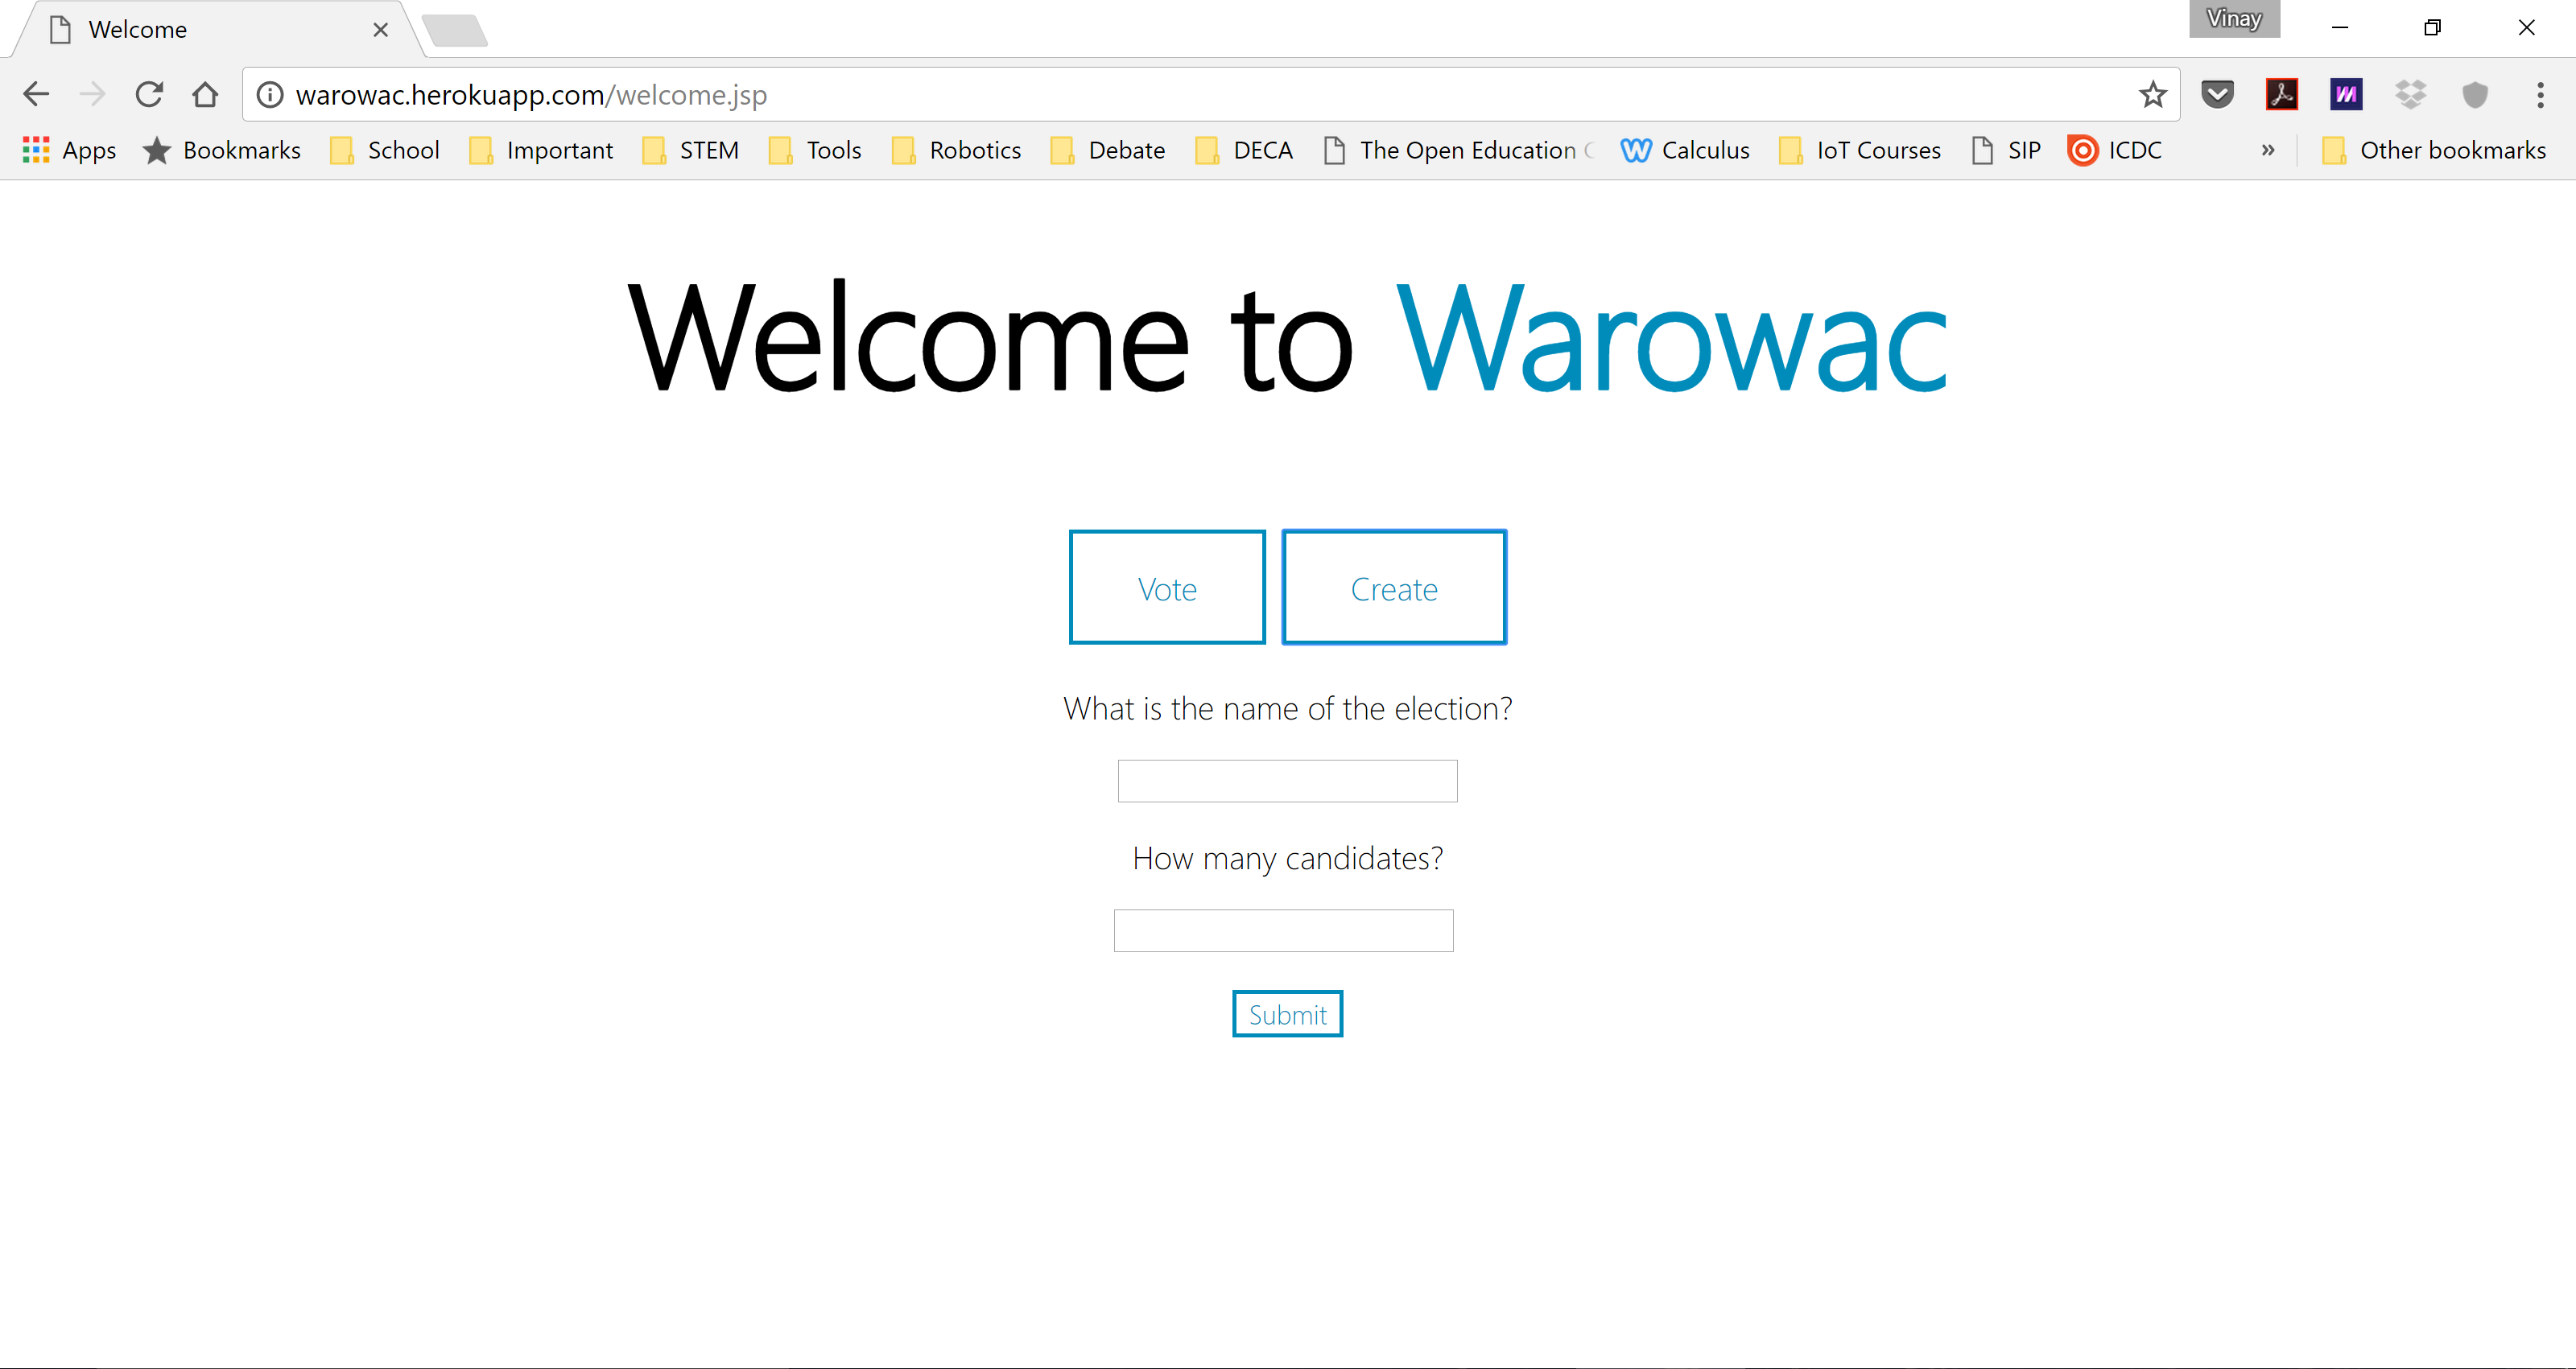 Welcome
Vinay
warowac.herokuapp.com/welcome.jsp
Apps Bookmarks School Important STEM Tools Robotics Debate DECA The Open Education Calculus IoT Courses SIP ICDC » Other bookmarks
Welcome to Warowac
Vote Create
What is the name of the election?
How many candidates?
Submit